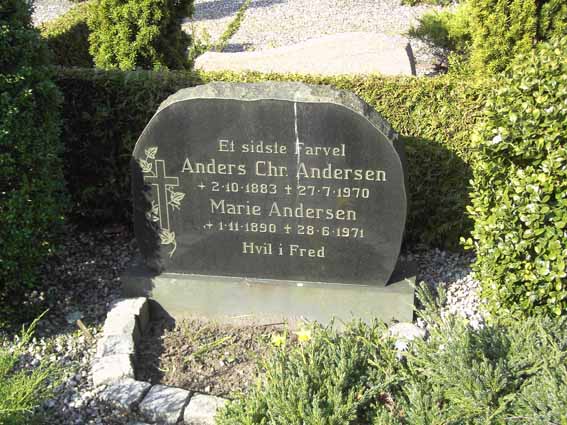 Et sidste Farvel
Anders Chr. Andersen
+ 2·10·1883 + 27·7·1970
Marie Andersen
+ 1·11·1890 + 28·6·1971
Hvil i Fred